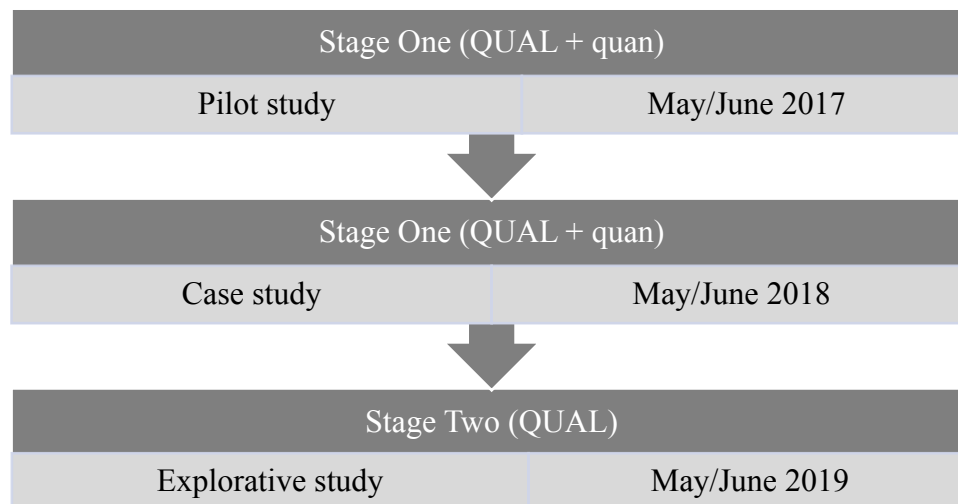 Stage One (QUAL + quan)
Pilot study May/June 2017
Stage One (QUAL + quan)
Case study May/June 2018
Stage Two (QUAL)
Explorative study May/June 2019